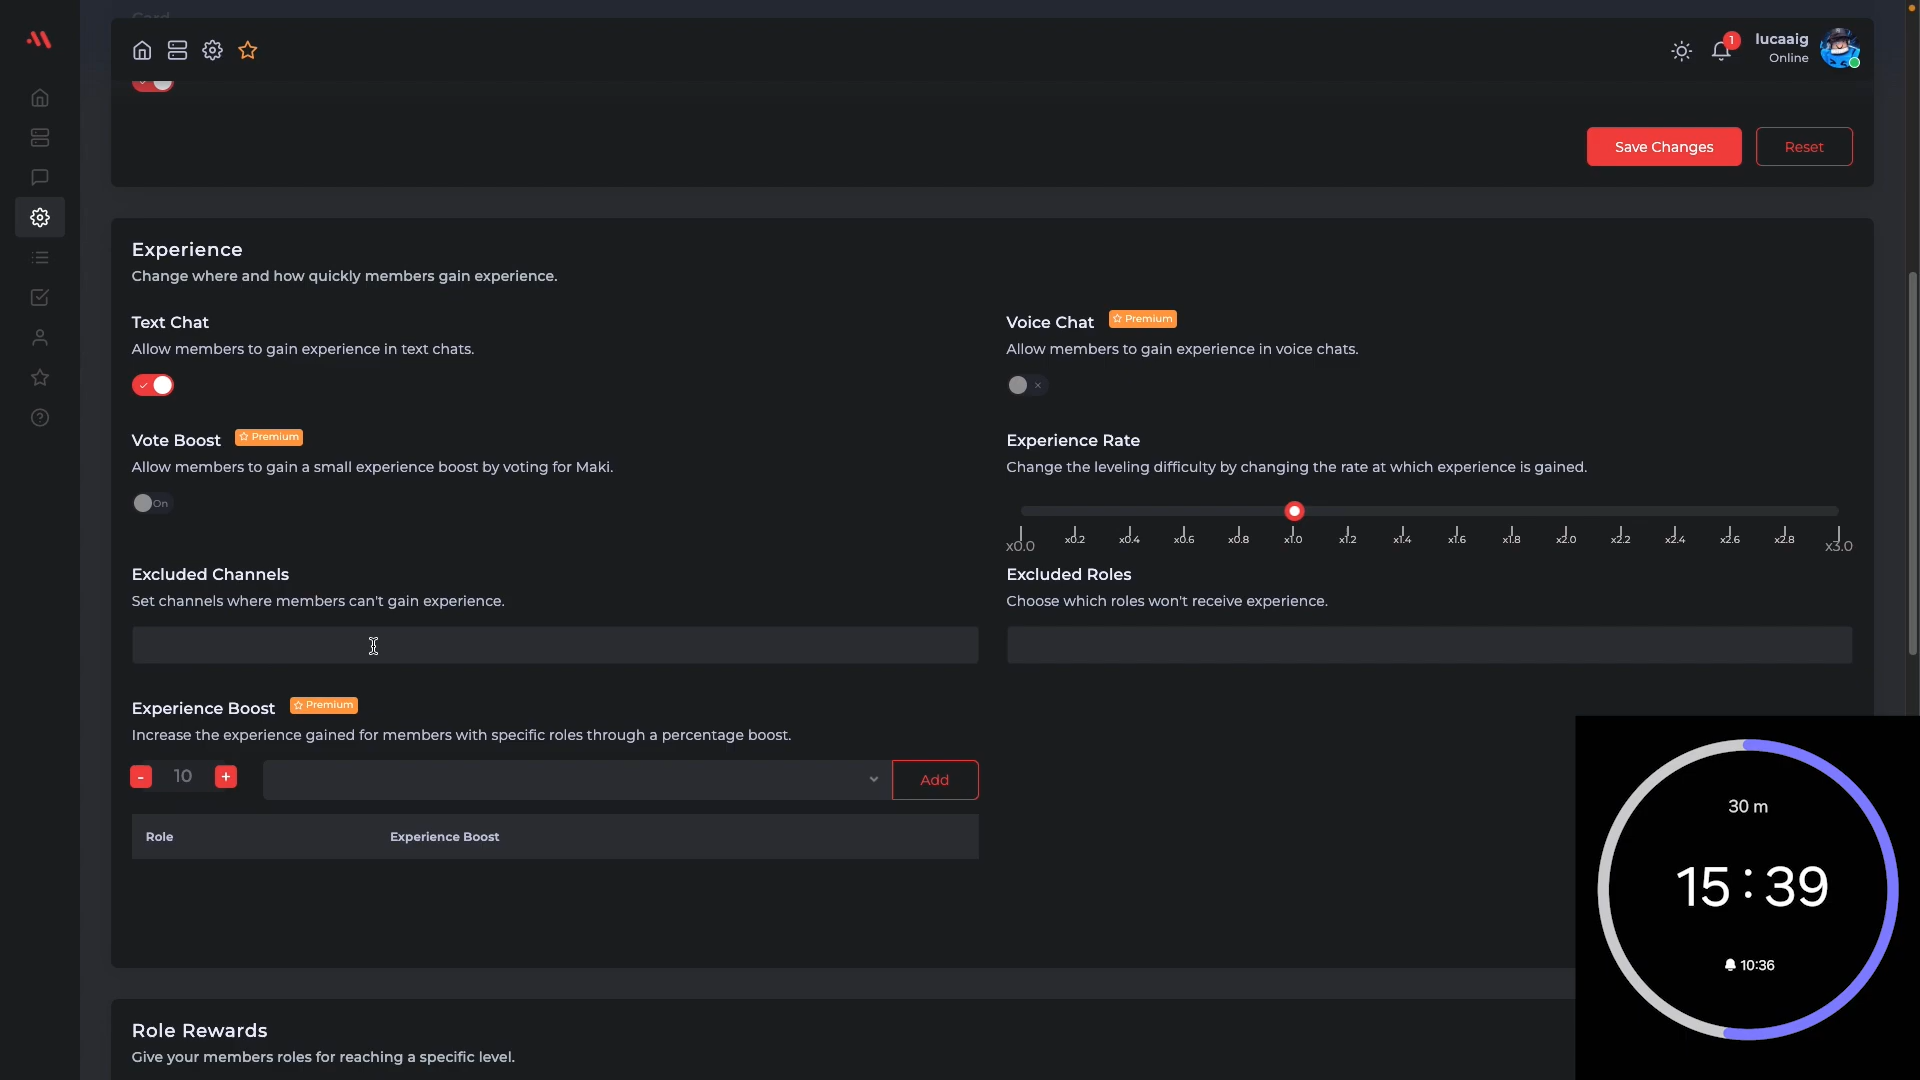 lucaaig
1
Online
Save Changes
Reset
Experience
Change where and how quickly members gain experience.
Text Chat
Allow members to gain experience in text chats.
Voice Chat
Premium
Allow members to gain experience in voice chats.
Vote Boost
Premium
Allow members to gain a small experience boost by voting for Maki.
On
Experience Rate
Change the leveling difficulty by changing the rate at which experience is gained.
x0.0 x0.2 x0.4 x0.6 x0.8 x1.0 x1.2 x1.4 x1.6 x1.8 x2.0 x2.2 x2.4 x2.6 x2.8 x3.0
Excluded Channels
Set channels where members can't gain experience.
Excluded Roles
Choose which roles won't receive experience.
Experience Boost
Premium
Increase the experience gained for members with specific roles through a percentage boost.
- 10 +
Add
Role Experience Boost
Role Rewards
Give your members roles for reaching a specific level.
30 m
15:39
10:36